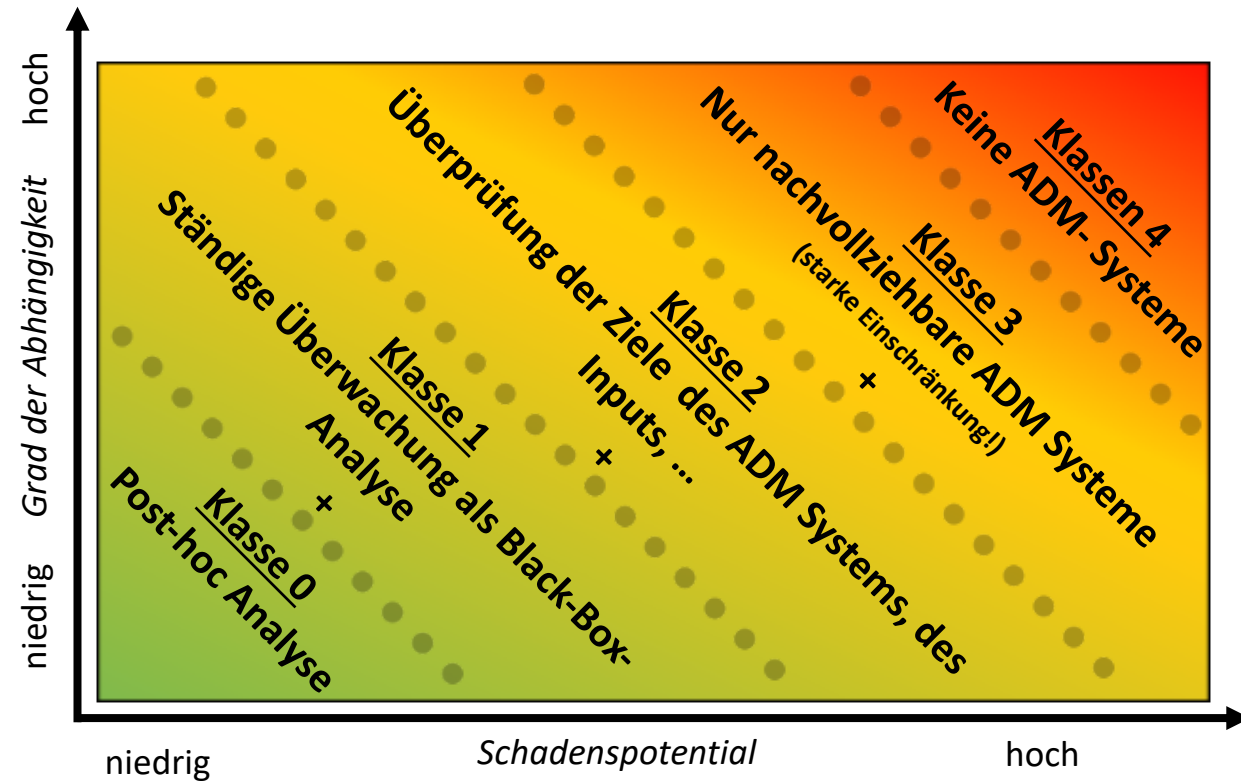 hoch
Grad der Abhängigkeit
niedrig
Klasse 0
Post-hoc Analyse
+
Klasse 1
Ständige Überwachung als Black-Box-
Analyse
+
Klasse 2
Überprüfung der Ziele des ADM Systems, des
Inputs, ...
+
Klasse 3
Nur nachvollziehbare ADM Systeme
(starke Einschränkung!)
Klassen 4
Keine ADM- Systeme
niedrig
Schadenspotential
hoch